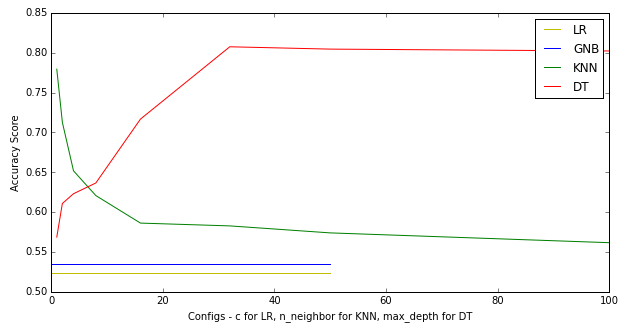 0.85
0.80
0.75
0.70
0.65
0.60
0.55
0.50
Accuracy Score
0
20
40
60
80
100
Configs - c for LR, n_neighbor for KNN, max_depth for DT
LR
GNB
KNN
DT